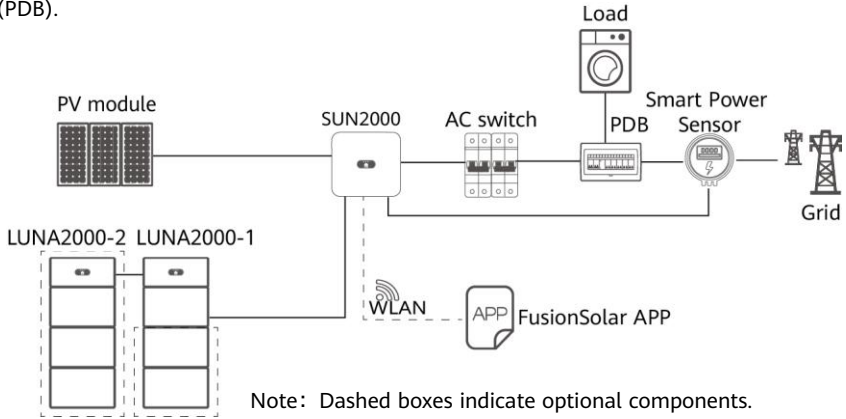 (PDB).
Load
PV module
SUN2000
AC switch
PDB
Smart Power
Sensor
Grid
LUNA2000-2 LUNA2000-1
WLAN
APP
FusionSolar APP
Note: Dashed boxes indicate optional components.